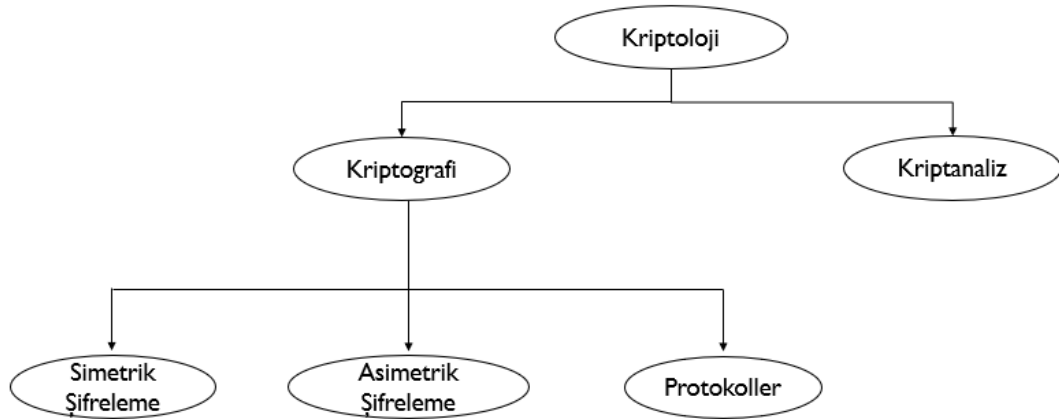 Kriptoloji
Kriptografi
Kriptanaliz
Simetrik
Şifreleme
Asimetrik
Şifreleme
Protokoller